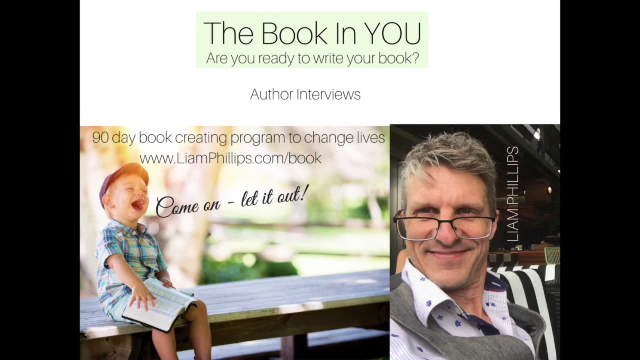 The Book In YOU
Are you ready to write your book?
Author Interviews
90 day book creating program to change lives
www.LiamPhillips.com/book
Come on - let it out!
LIAM PHILLIPS